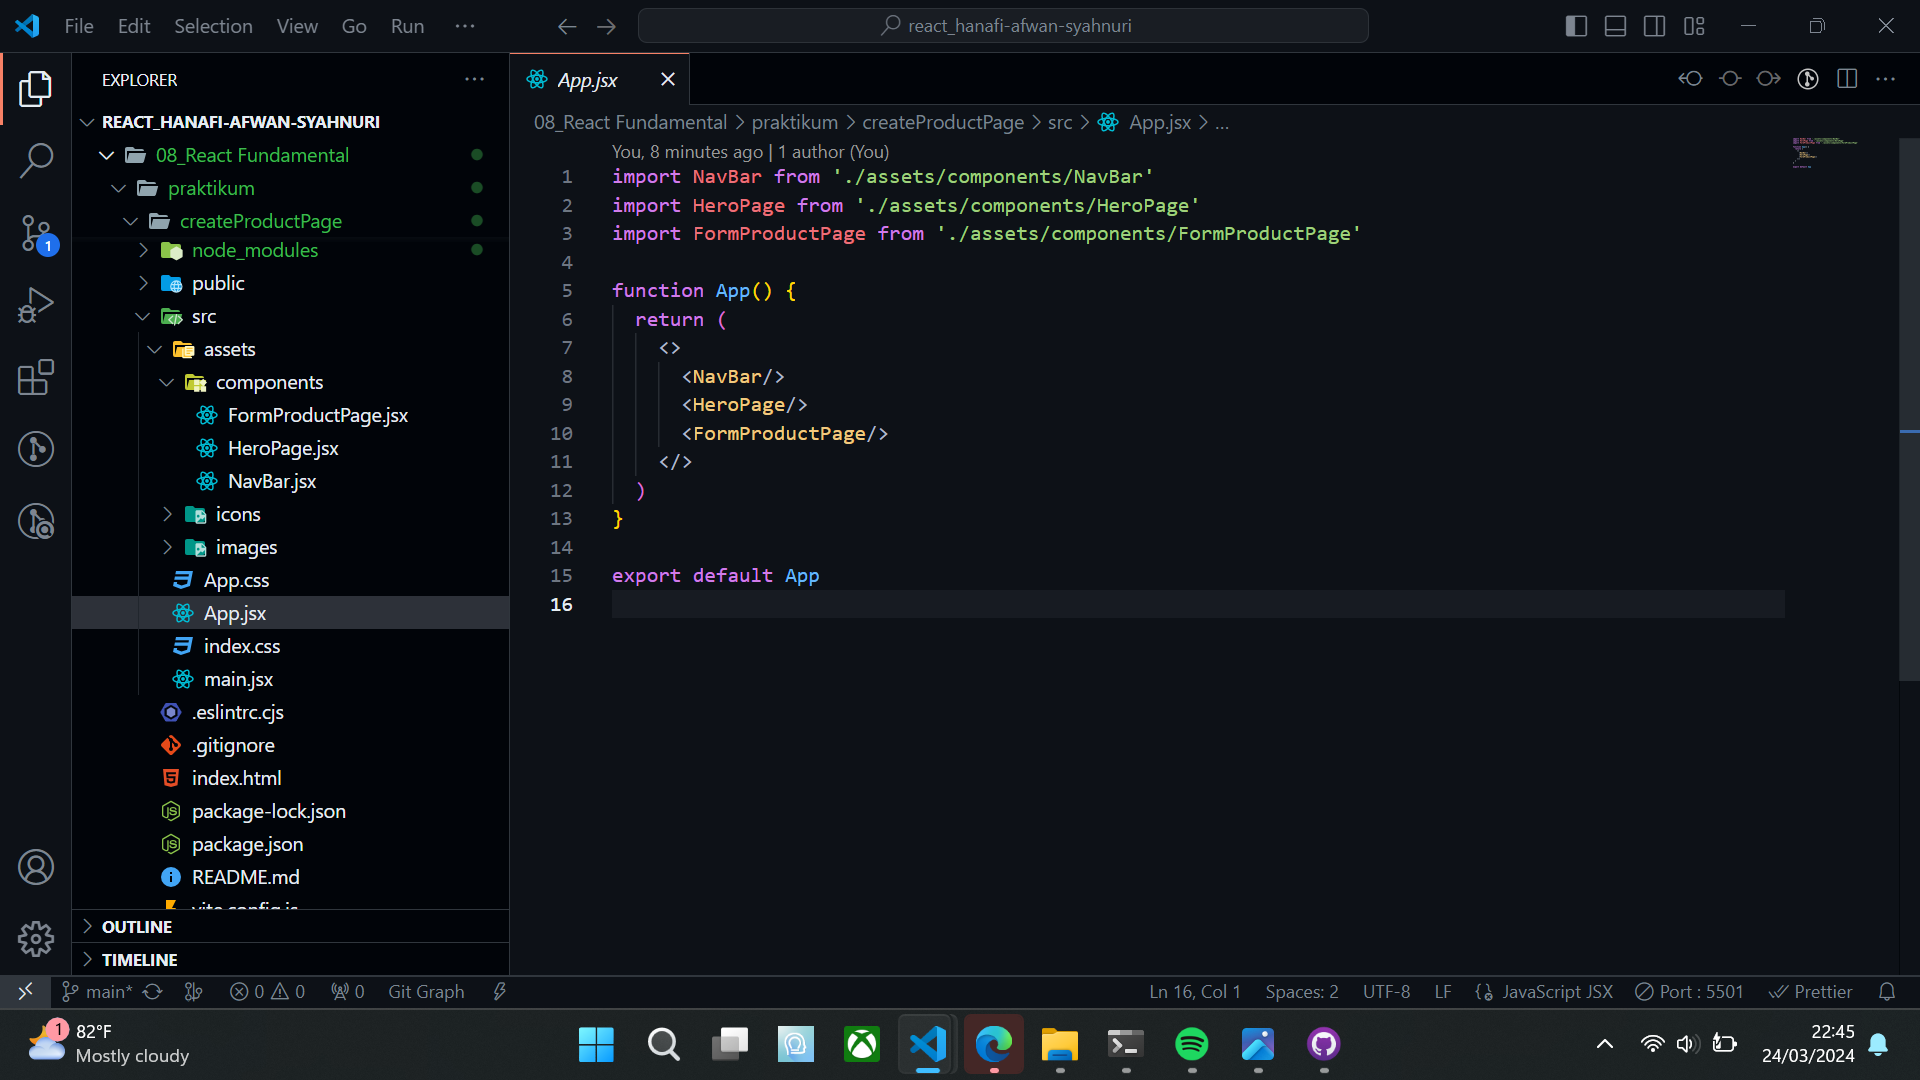 File Edit Selection View Go Run ···
react_hanafi-afwan-syahnuri
EXPLORER
REACT_HANAFI-AFWAN-SYAHNURI
08_React Fundamental
praktikum
createProductPage
node_modules
public
src
assets
components
FormProductPage.jsx
HeroPage.jsx
NavBar.jsx
icons
images
App.css
App.jsx
index.css
main.jsx
.eslintrc.cjs
.gitignore
index.html
package-lock.json
package.json
README.md
vite.config.js
OUTLINE
TIMELINE
1
App.jsx
08_React Fundamental > praktikum > createProductPage > src > App.jsx > ...
You, 8 minutes ago | 1 author (You)
1 import NavBar from './assets/components/NavBar'
2 import HeroPage from './assets/components/HeroPage'
3 import FormProductPage from './assets/components/FormProductPage'
4
5 function App() {
6 return (
7 <>
8 <NavBar/>
9 <HeroPage/>
10 <FormProductPage/>
11 </>
12 )
13 }
14
15 export default App
16
main* 0 0 0 Git Graph Ln 16, Col 1 Spaces: 2 UTF-8 LF JavaScript JSX Port : 5501 Prettier
1 82°F
Mostly cloudy
22:45
24/03/2024